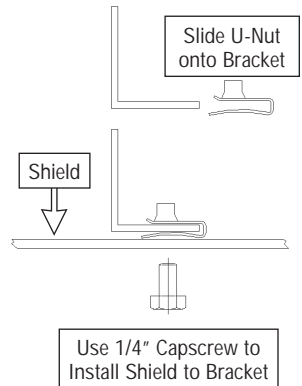 Slide U-Nut
onto Bracket
Shield
Use 1/4" Capscrew to
Install Shield to Bracket